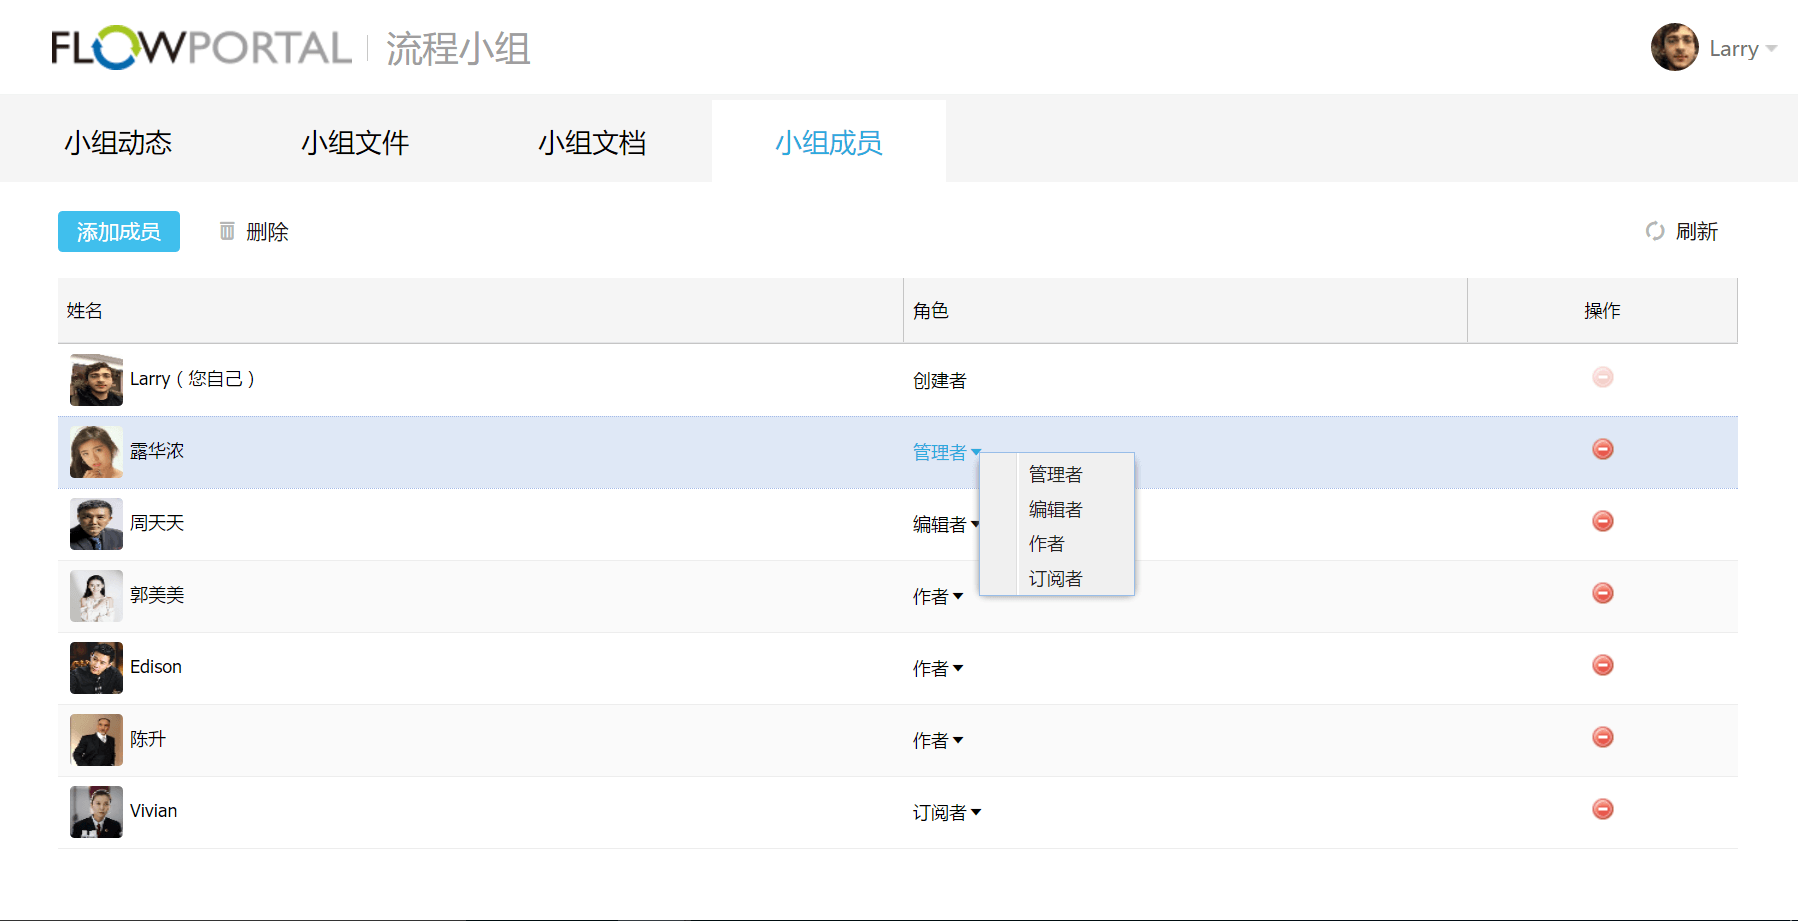 FLOWPORTAL 流程小组
Larry
小组动态 小组文件 小组文档 小组成员
添加成员 删除 刷新
姓名 角色 操作
Larry（您自己） 创建者
露华浓 管理者
管理者
编辑者
作者
订阅者
周天天 编辑者
郭美美 作者
Edison 作者
陈升 作者
Vivian 订阅者